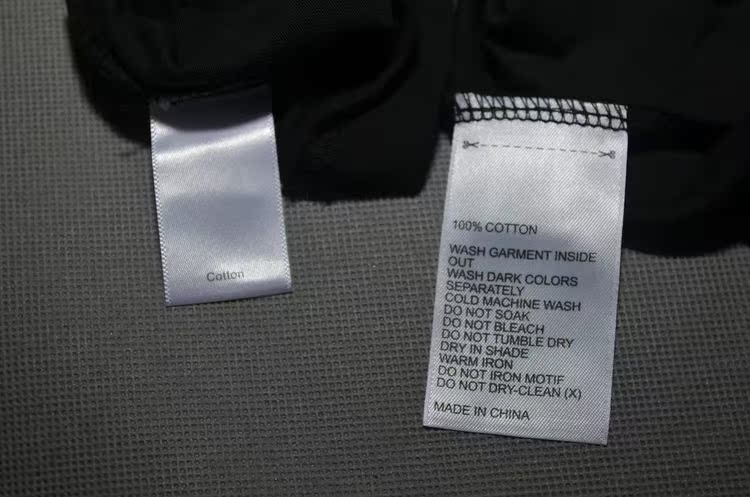 Cotton
100% COTTON
WASH GARMENT INSIDE
OUT
WASH DARK COLORS
SEPARATELY
COLD MACHINE WASH
DO NOT SOAK
DO NOT BLEACH
DO NOT TUMBLE DRY
DRY IN SHADE
WARM IRON
DO NOT IRON MOTIF
DO NOT DRY-CLEAN (X)
MADE IN CHINA